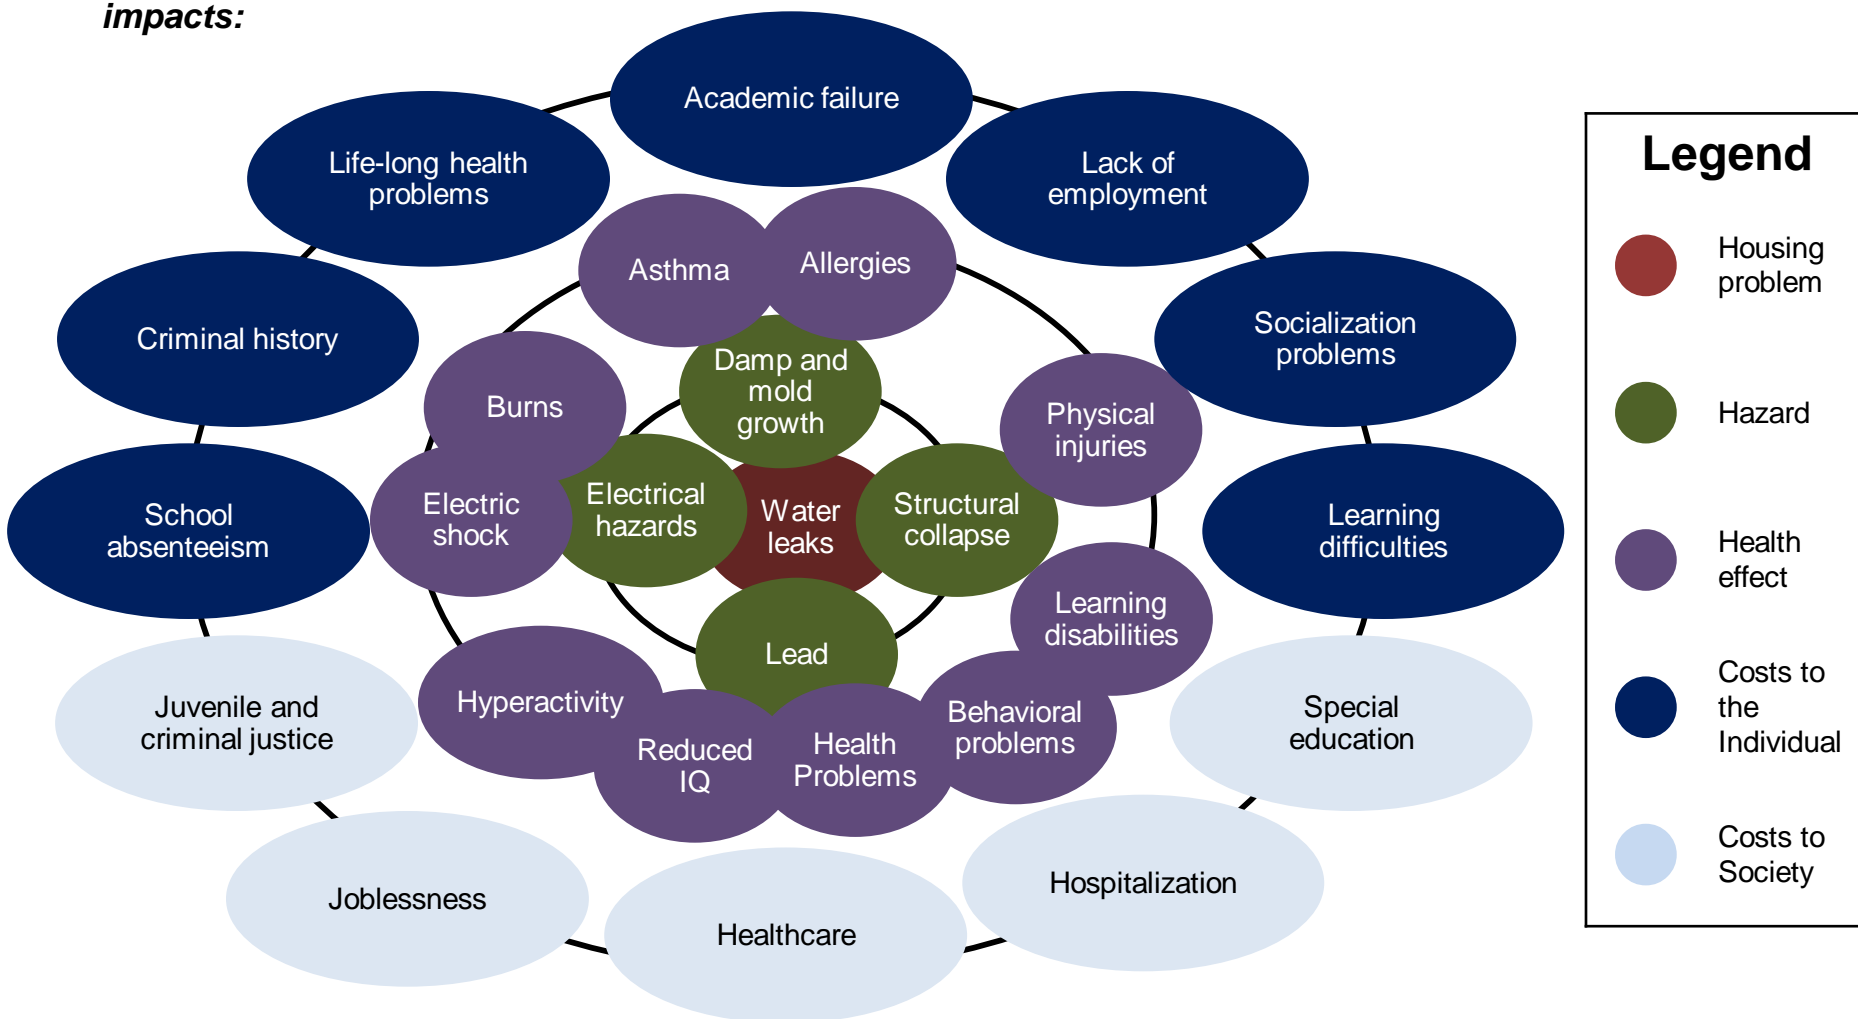 impacts:
Academic failure
Life-long health
problems
Lack of
employment
Asthma
Allergies
Criminal history
Socialization
problems
Damp and
mold
growth
Burns
Physical
injuries
School
absenteeism
Electric
shock
Electrical
hazards
Water
leaks
Structural
collapse
Learning
difficulties
Learning
disabilities
Lead
Hyperactivity
Reduced
IQ
Health
Problems
Behavioral
problems
Juvenile and
criminal justice
Special
education
Joblessness
Healthcare
Hospitalization
Legend
Housing
problem
Hazard
Health
effect
Costs to
the
Individual
Costs to
Society